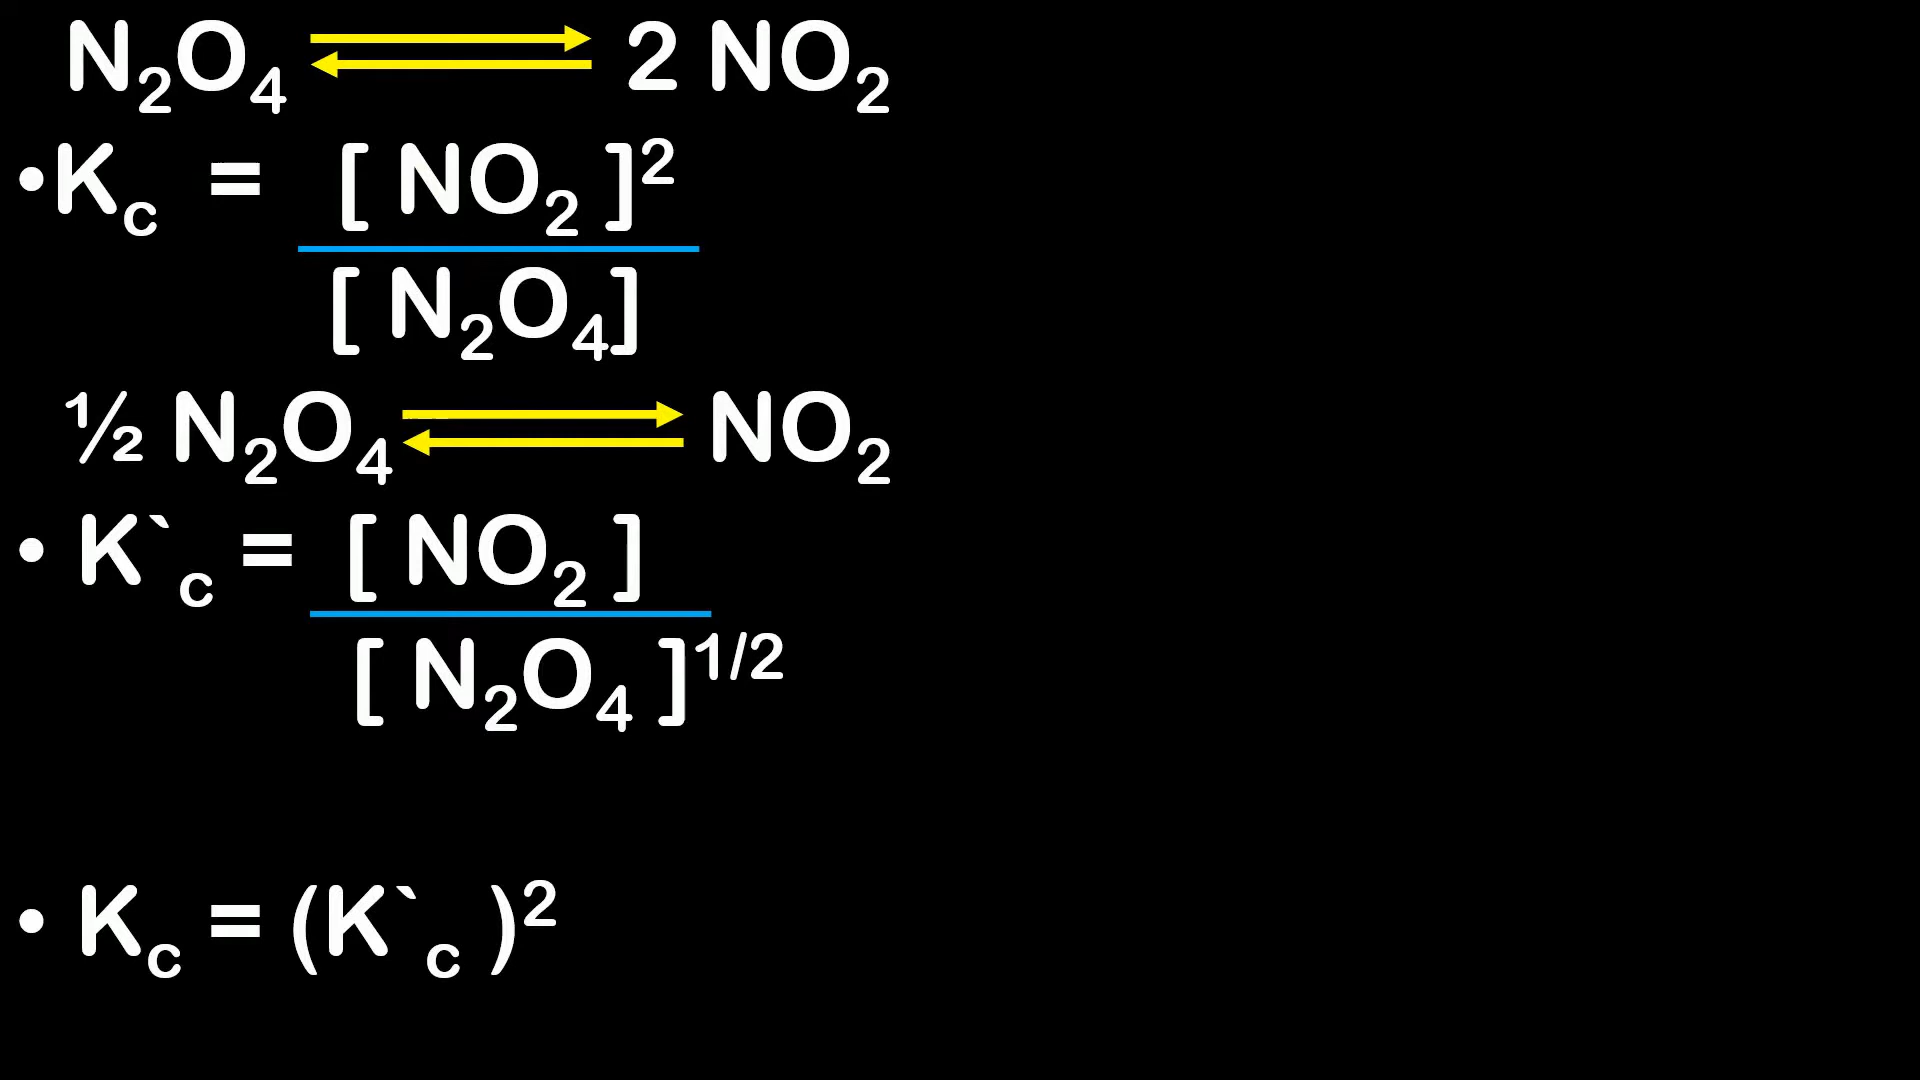 N₂O₄ ⇌ 2 NO₂
•Kc = [ NO₂ ]²
[ N₂O₄]
½ N₂O₄ ⇌ NO₂
• K`c = [ NO₂ ]
[ N₂O₄ ]¹/²
• Kc = (K`c )²